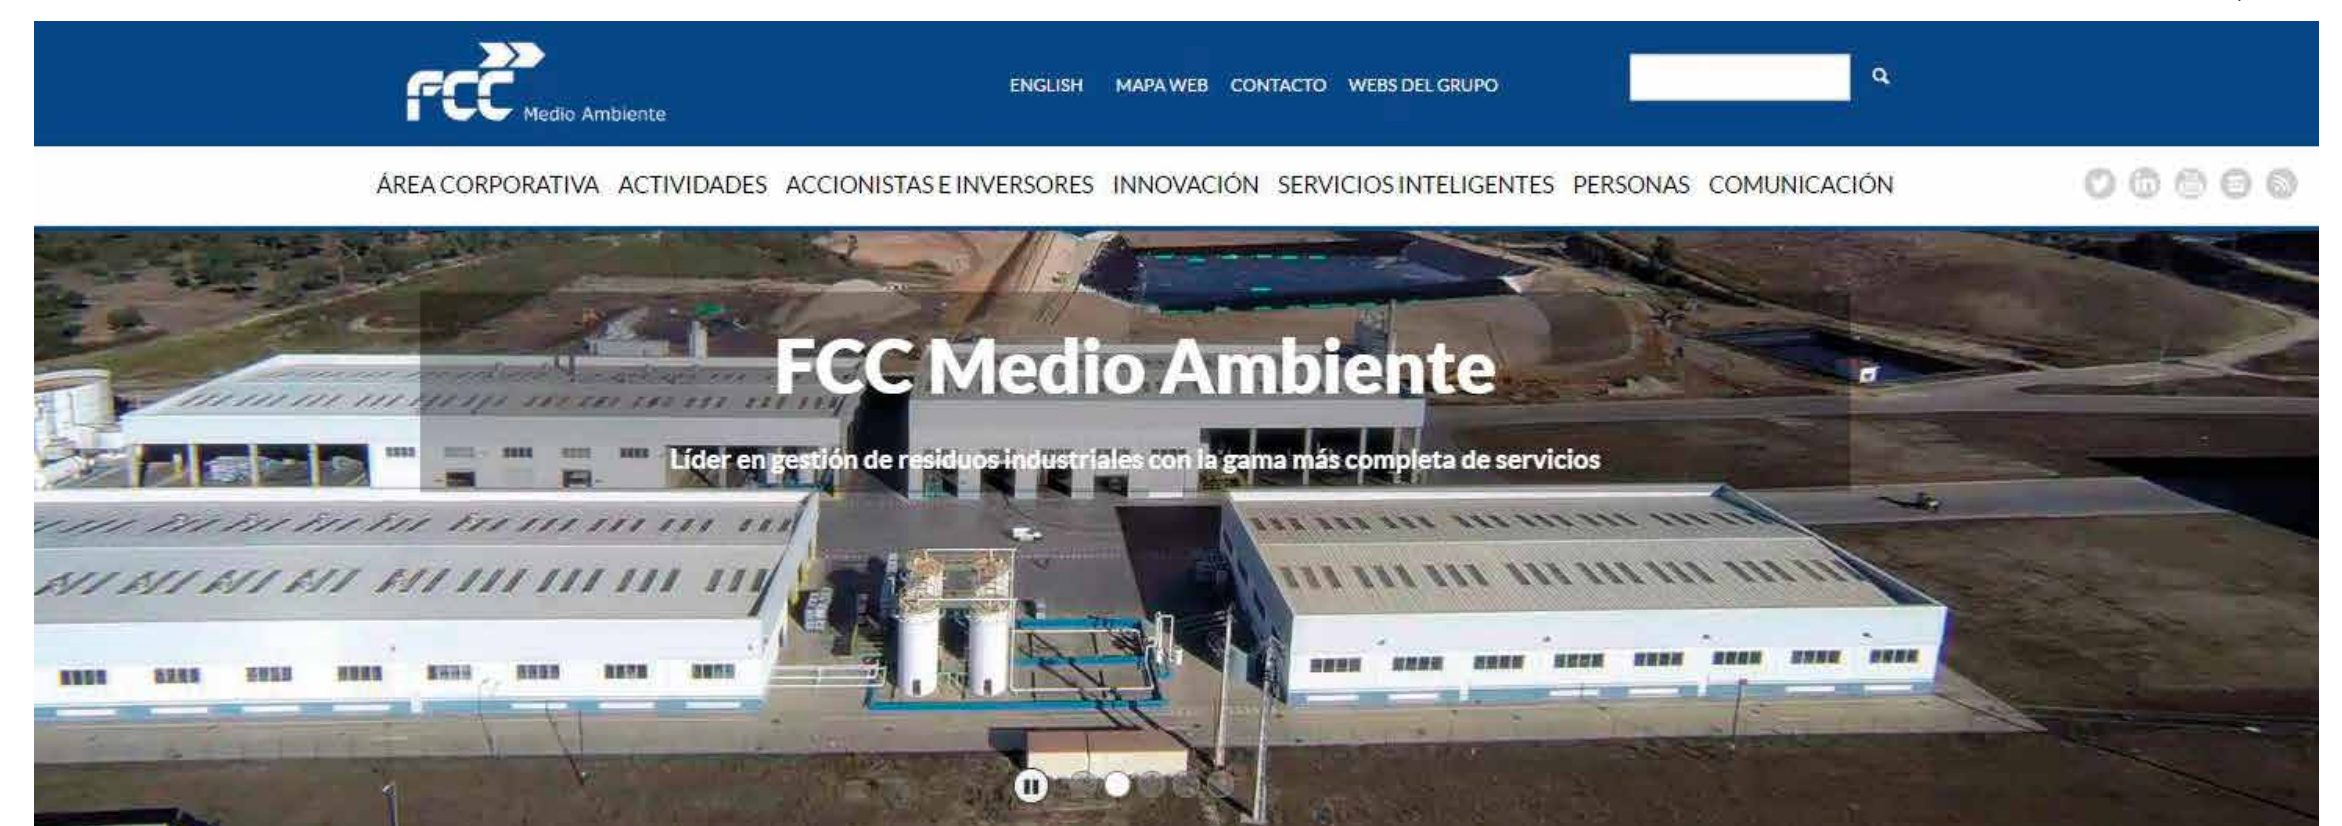 FCC
Medio Ambiente
ENGLISH MAPA WEB CONTACTO WEBS DEL GRUPO
ÁREA CORPORATIVA ACTIVIDADES ACCIONISTAS E INVERSORES INNOVACIÓN SERVICIOS INTELIGENTES PERSONAS COMUNICACIÓN
in
FCC Medio Ambiente
Líder en gestión de residuos industriales con la gama más completa de servicios